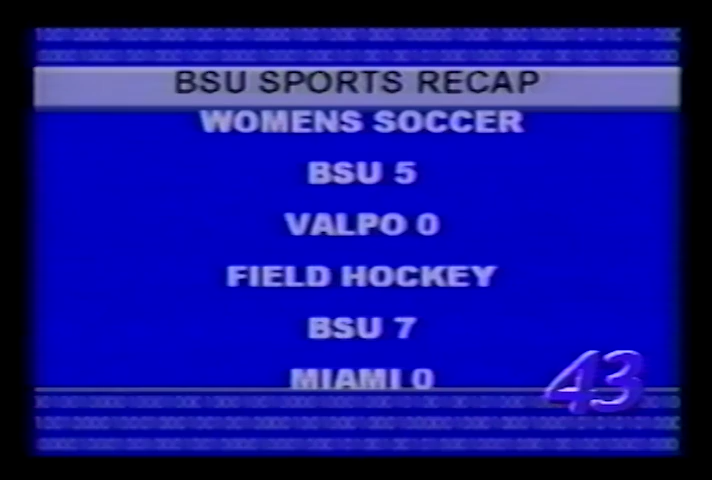 BSU SPORTS RECAP
WOMENS SOCCER
BSU 5
VALPO 0
FIELD HOCKEY
BSU 7
MIAMI 0
43